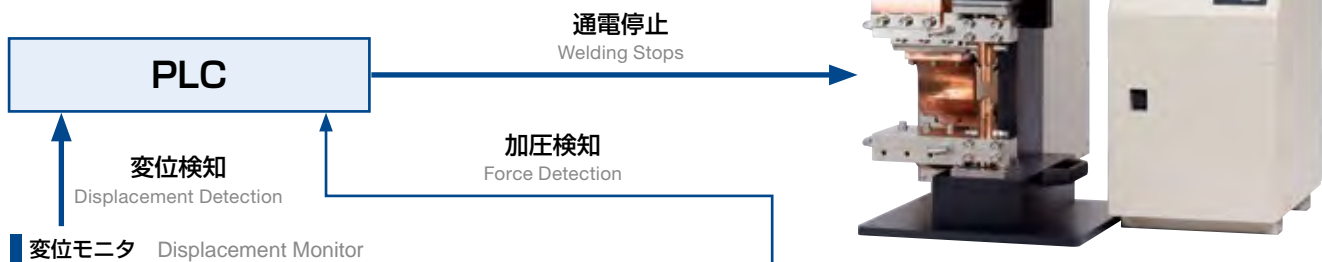 通電停止
Welding Stops
PLC
加圧検知
Force Detection
変位検知
Displacement Detection
変位モニタ Displacement Monitor